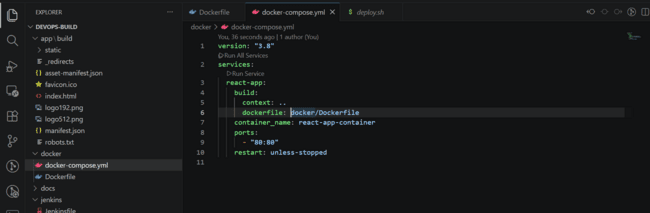 EXPLORER
DEVOPS-BUILD
app\build
static
_redirects
asset-manifest.json
favicon.ico
index.html
logo192.png
logo512.png
manifest.json
robots.txt
docker
docker-compose.yml
Dockerfile
docs
jenkins
Jenkinsfile
Dockerfile
docker-compose.yml
deploy.sh
docker > docker-compose.yml
You, 36 seconds ago | 1 author (You)
1 version: "3.8"
Run All Services
2 services:
Run Service
3 react-app:
4 build:
5 context: ..
6 dockerfile: docker/Dockerfile
7 container_name: react-app-container
8 ports:
9 - "80:80"
10 restart: unless-stopped
11